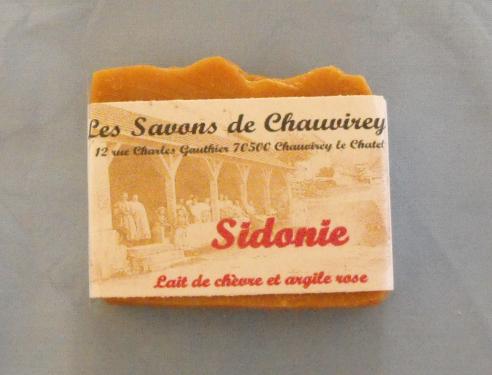 Les Savons de Chauvirey
12 rue Charles Gauthier 70500 Chauvirey le Chatel
Sidonie
Lait de chèvre et argile rose